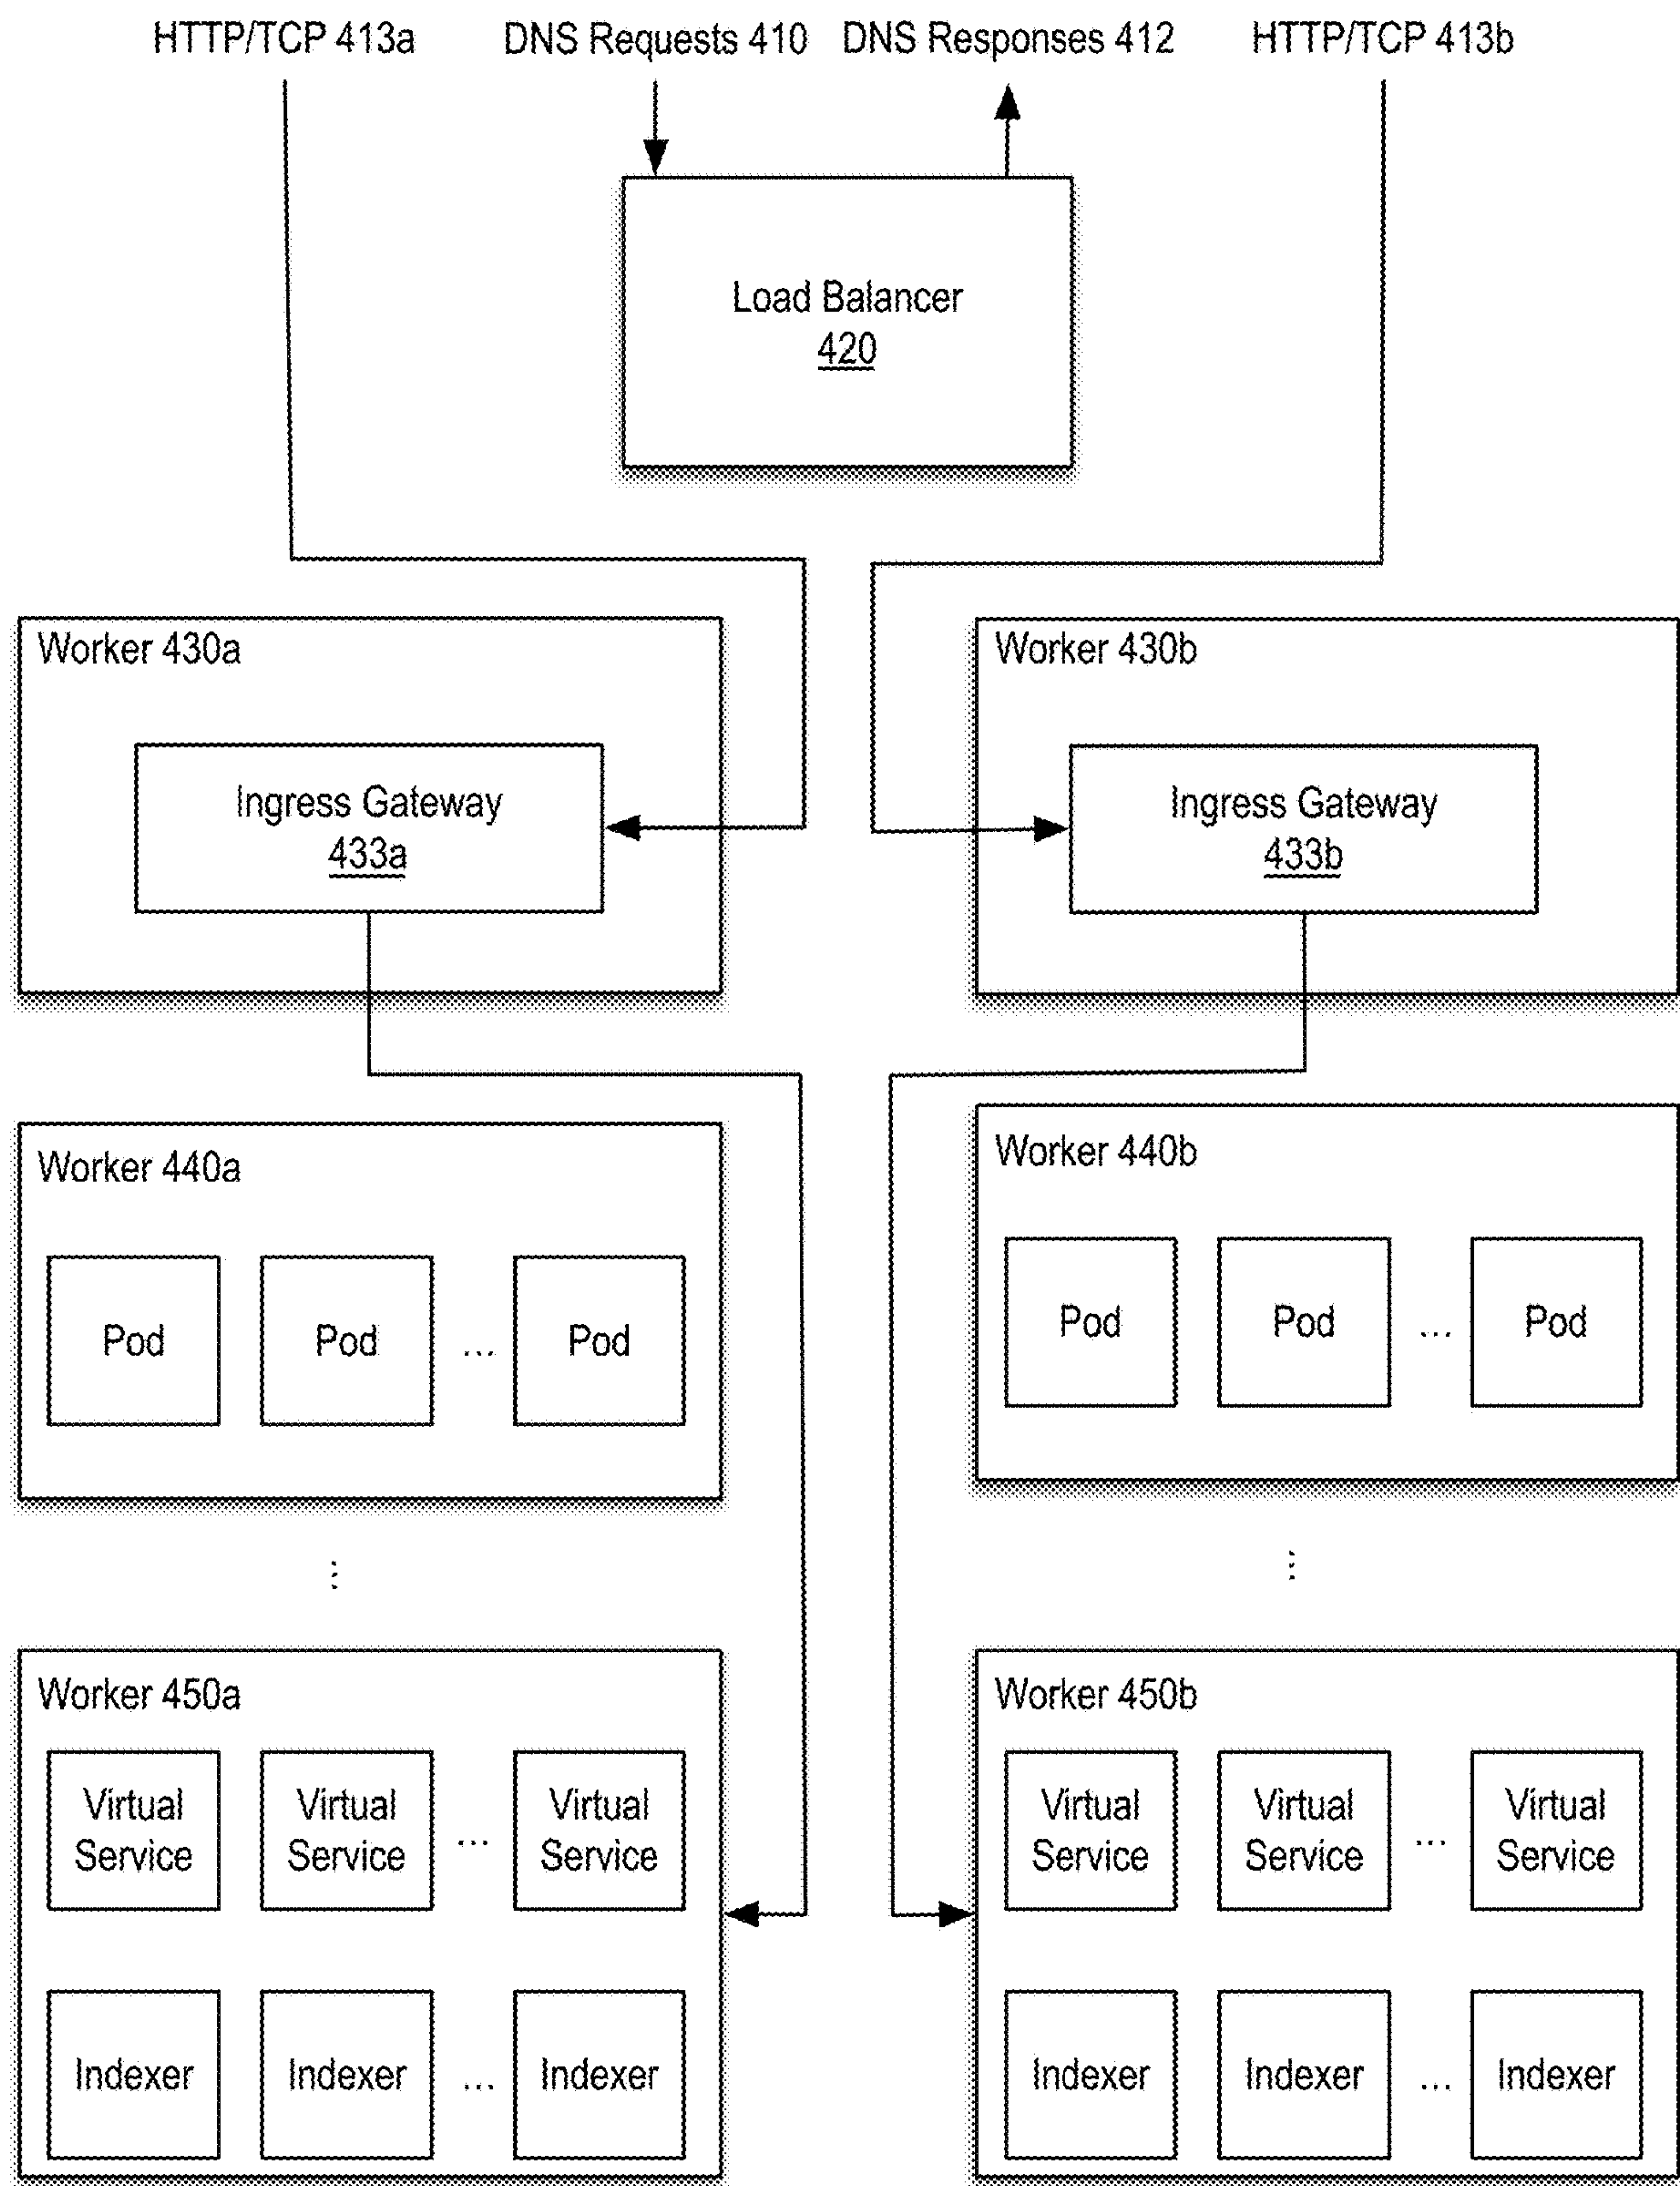 HTTP/TCP 413a
DNS Requests 410
DNS Responses 412
HTTP/TCP 413b
Load Balancer
420
Worker 430a
Ingress Gateway
433a
Worker 430b
Ingress Gateway
433b
Worker 440a
Pod
Pod
...
Pod
Worker 440b
Pod
Pod
...
Pod
...
...
Worker 450a
Virtual
Service
Virtual
Service
...
Virtual
Service
Indexer
Indexer
...
Indexer
Worker 450b
Virtual
Service
Virtual
Service
...
Virtual
Service
Indexer
Indexer
...
Indexer